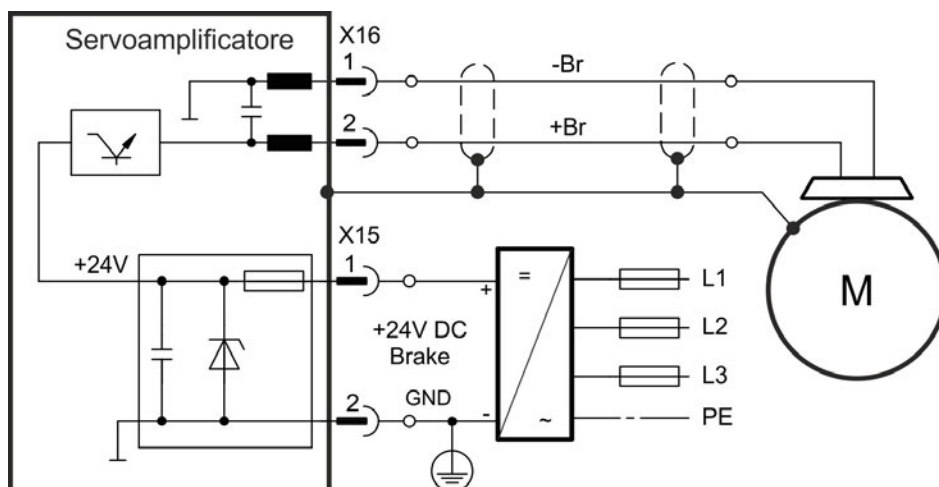 Servoamplificatore
X16
1
-Br
2
+Br
X15
+24V
1
+
=
L1
M
+24V DC
Brake
L2
L3
2
GND
-
~
PE